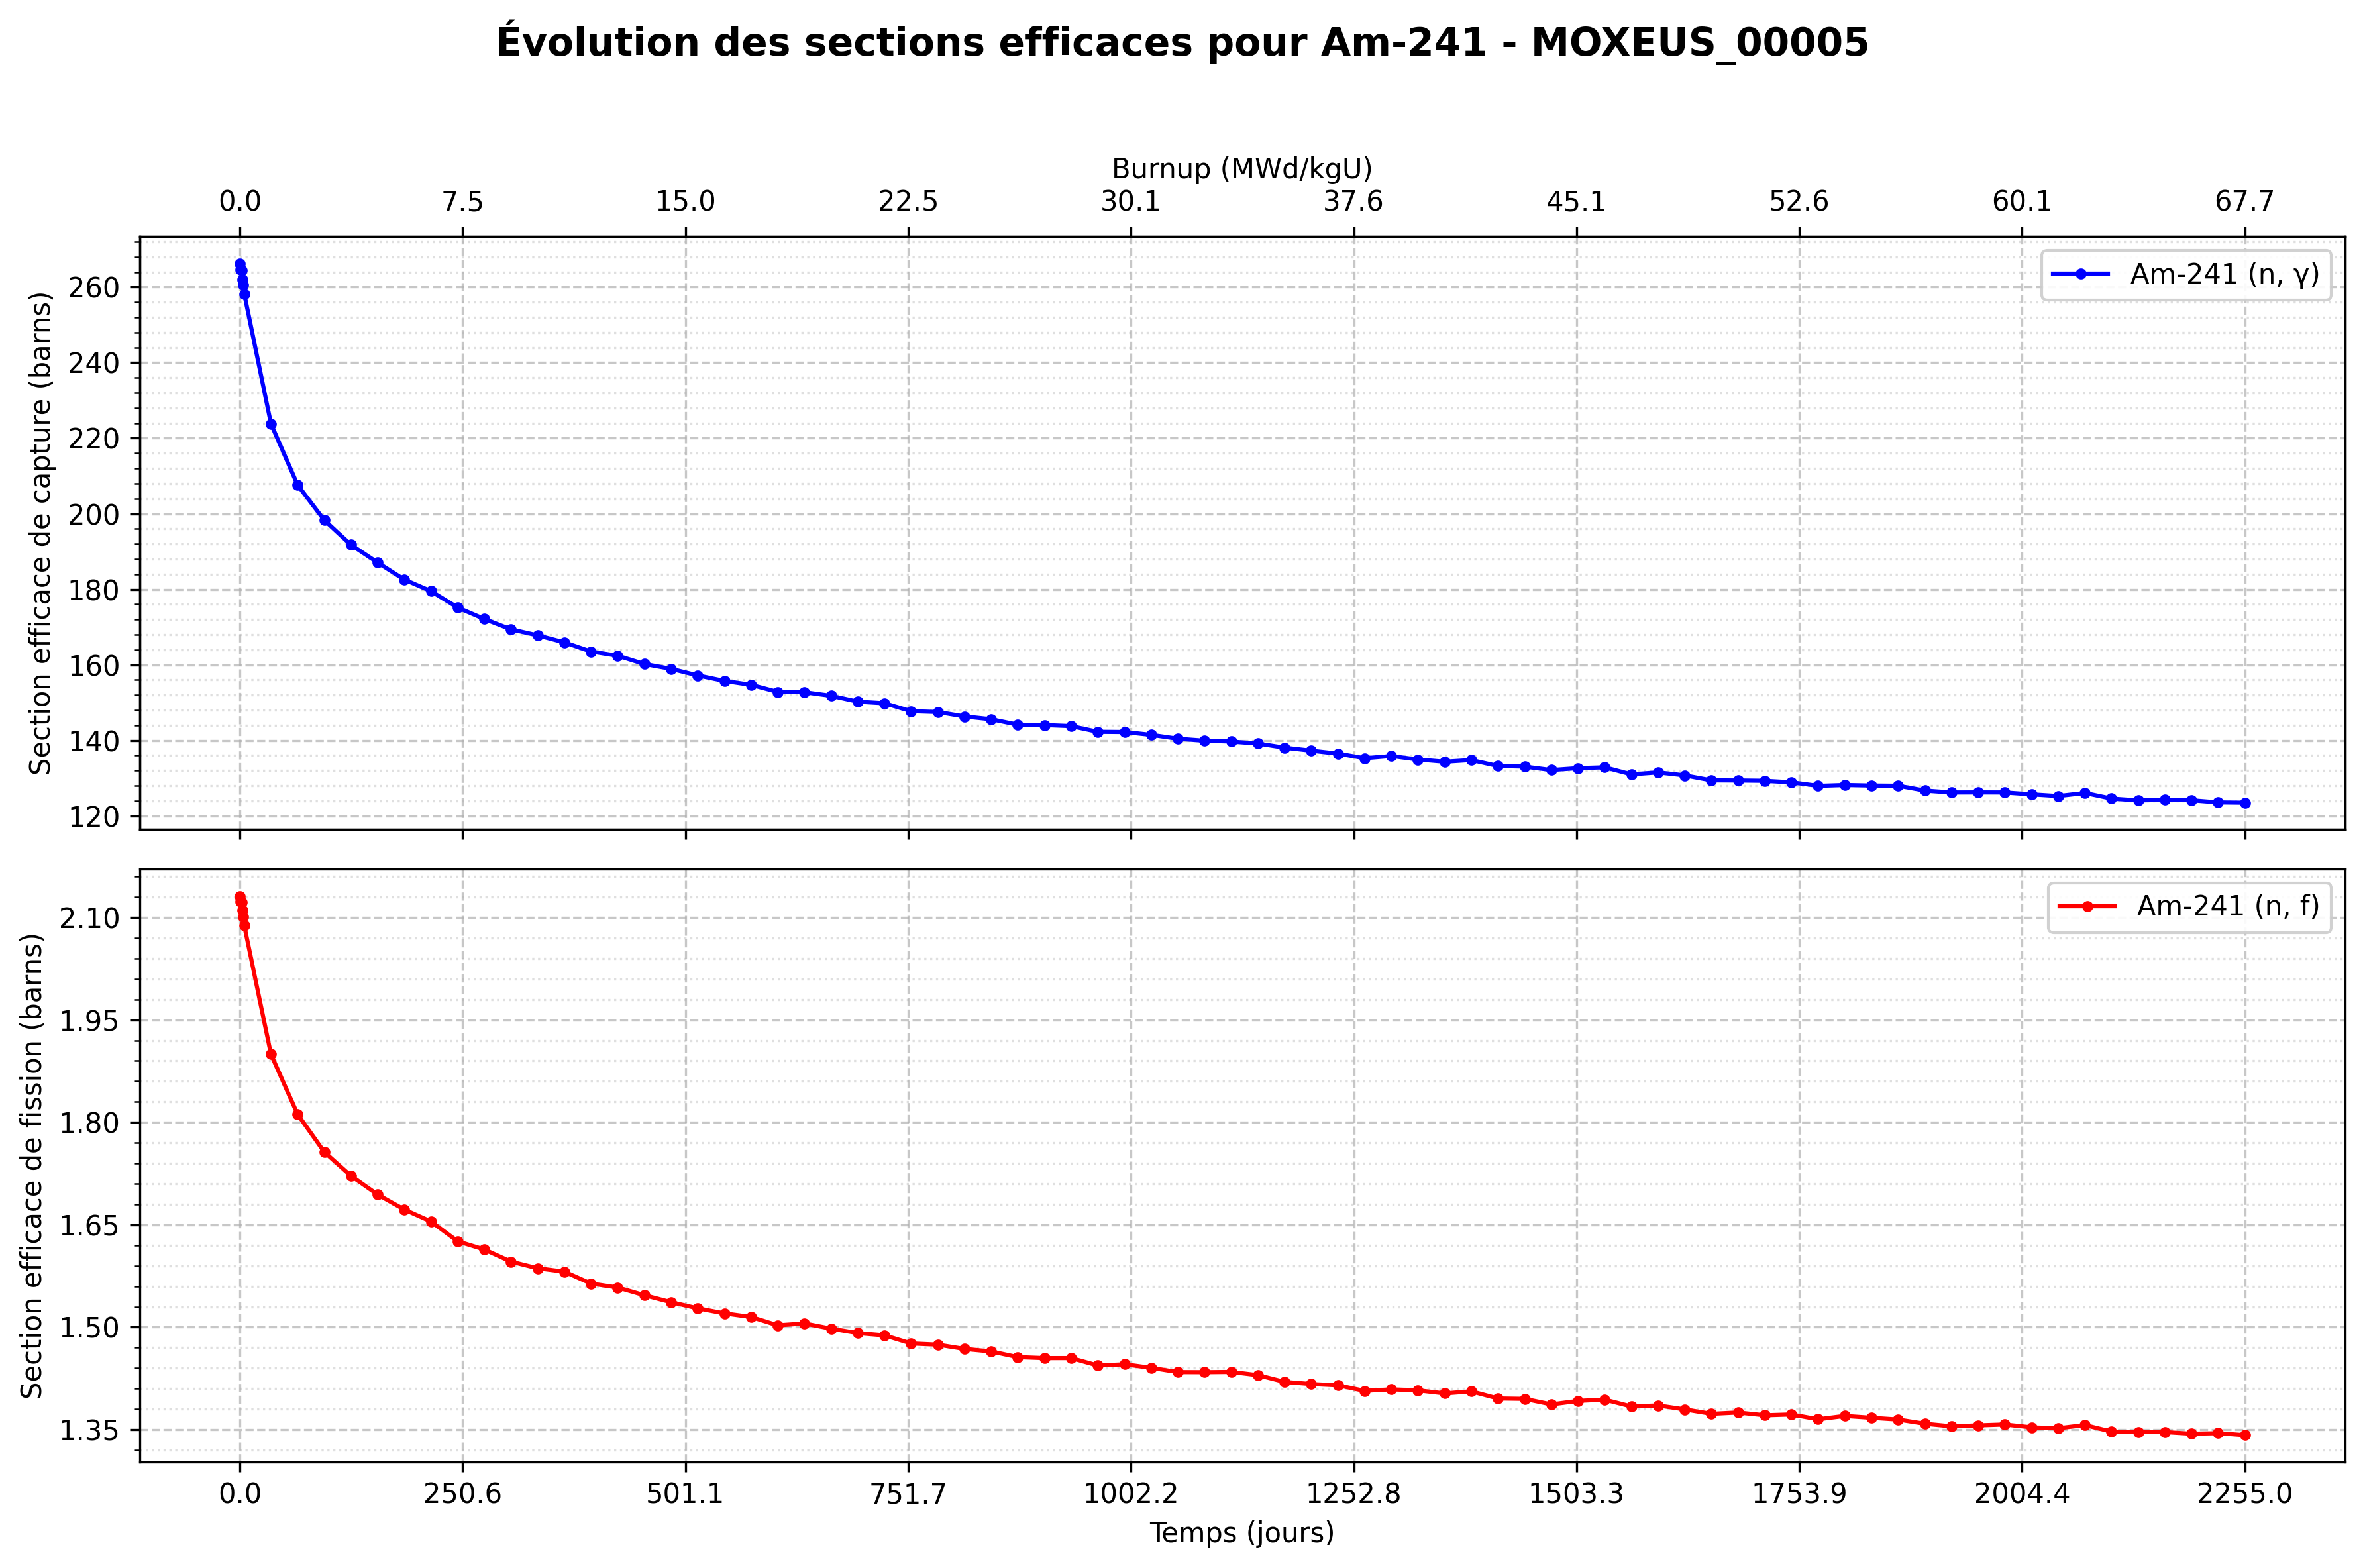 Évolution des sections efficaces pour Am-241 - MOXEUS_00005
Burnup (MWd/kgU)
0.0 7.5 15.0 22.5 30.1 37.6 45.1 52.6 60.1 67.7
Section efficace de capture (barns)
260
240
220
200
180
160
140
120
Am-241 (n, γ)
Section efficace de fission (barns)
2.10
1.95
1.80
1.65
1.50
1.35
Am-241 (n, f)
0.0 250.6 501.1 751.7 1002.2 1252.8 1503.3 1753.9 2004.4 2255.0
Temps (jours)